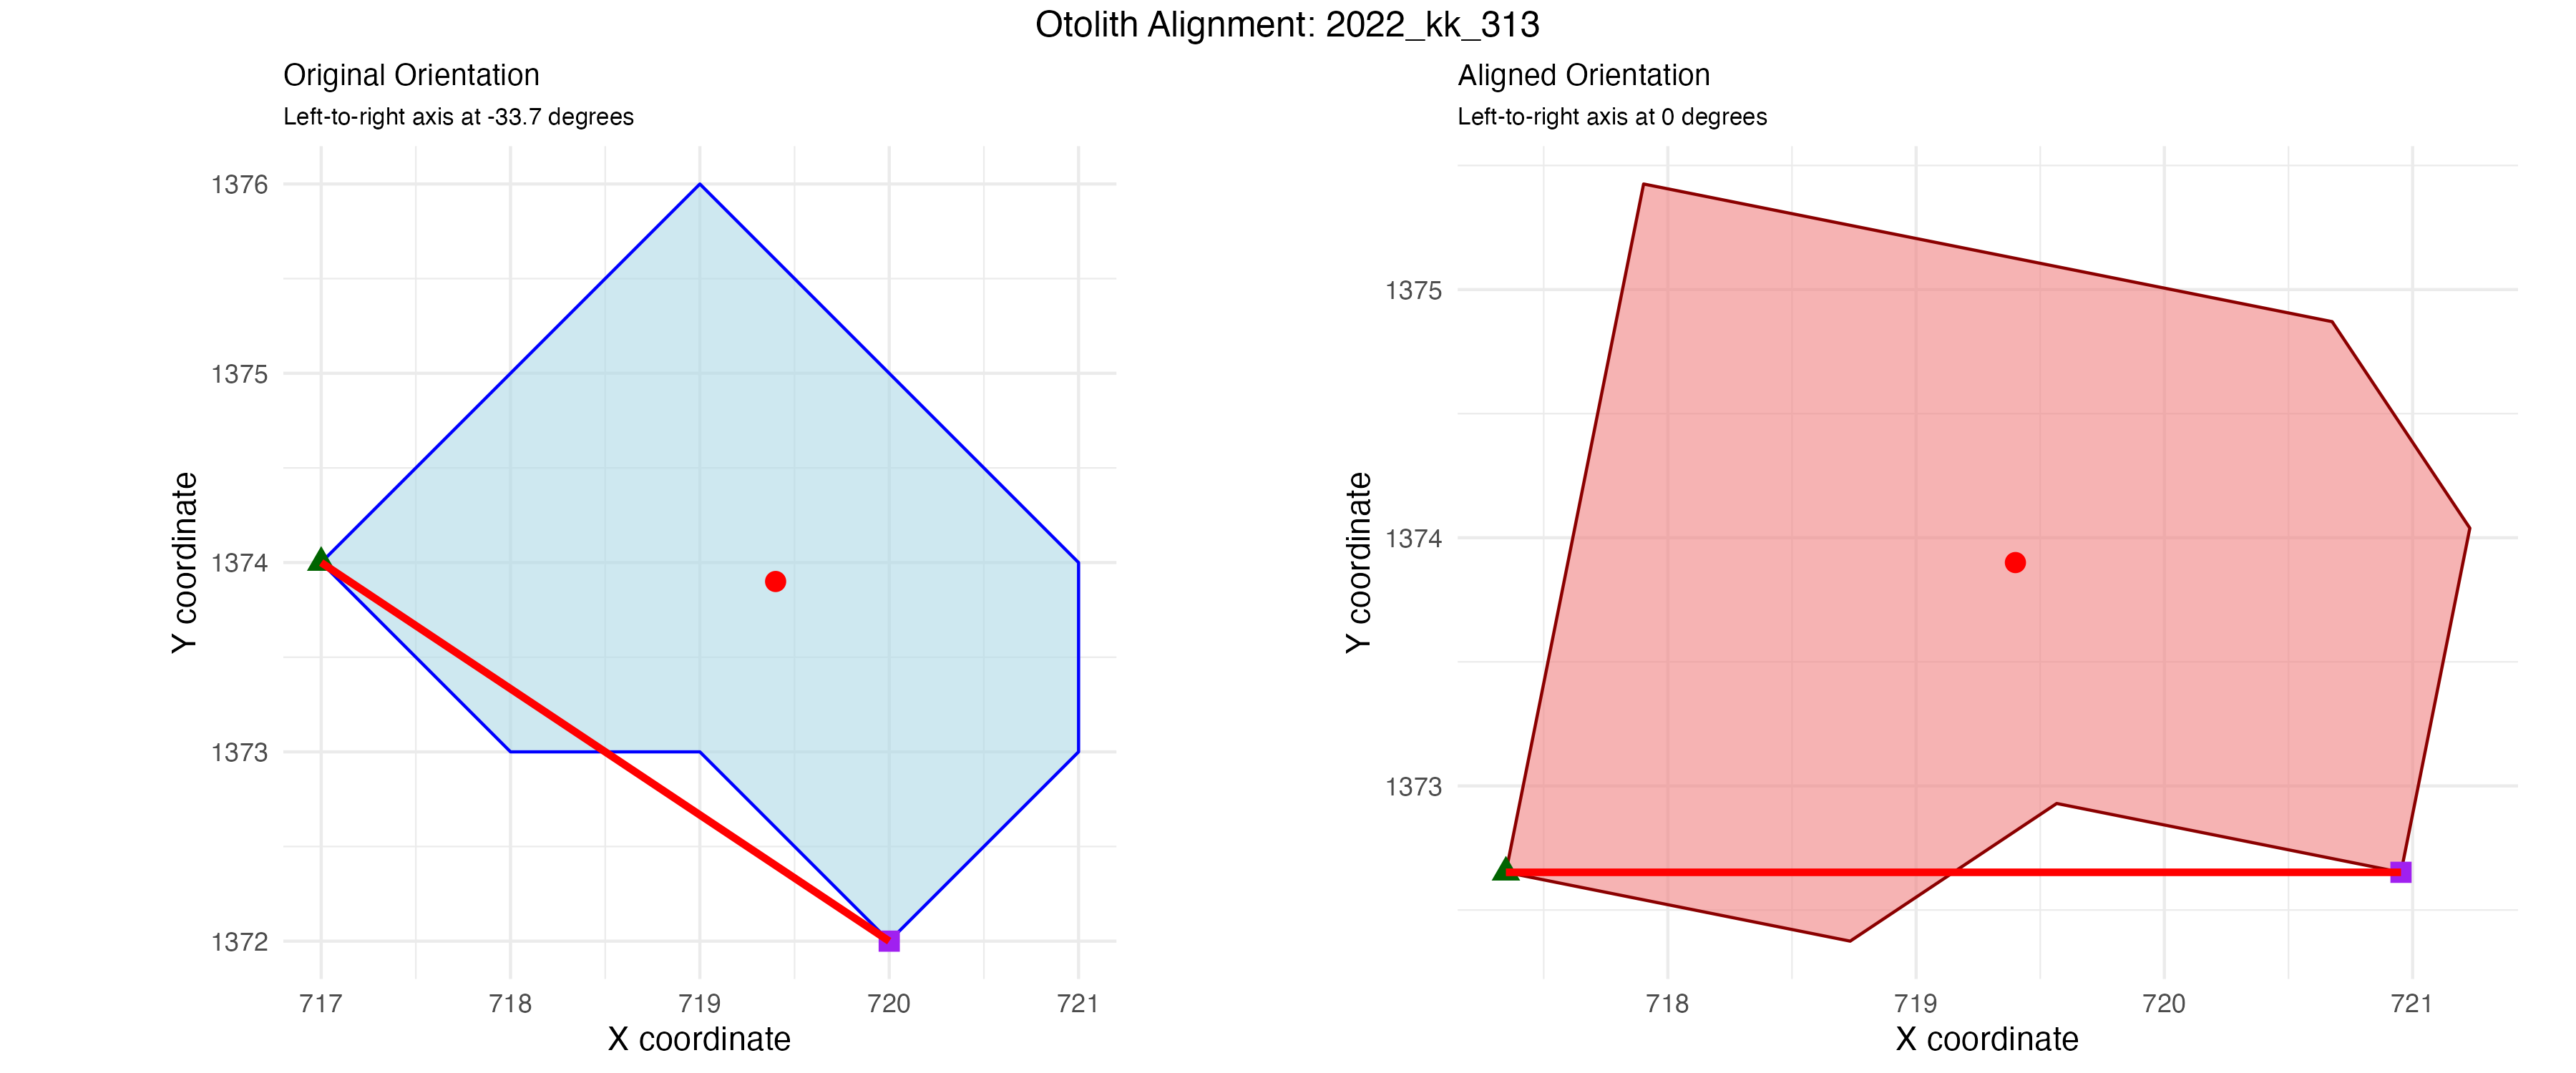 Otolith Alignment: 2022_kk_313
Original Orientation
Left-to-right axis at -33.7 degrees
1376
1375
1374
1373
1372
Y coordinate
717 718 719 720 721
X coordinate
Aligned Orientation
Left-to-right axis at 0 degrees
1375
1374
1373
Y coordinate
718 719 720 721
X coordinate